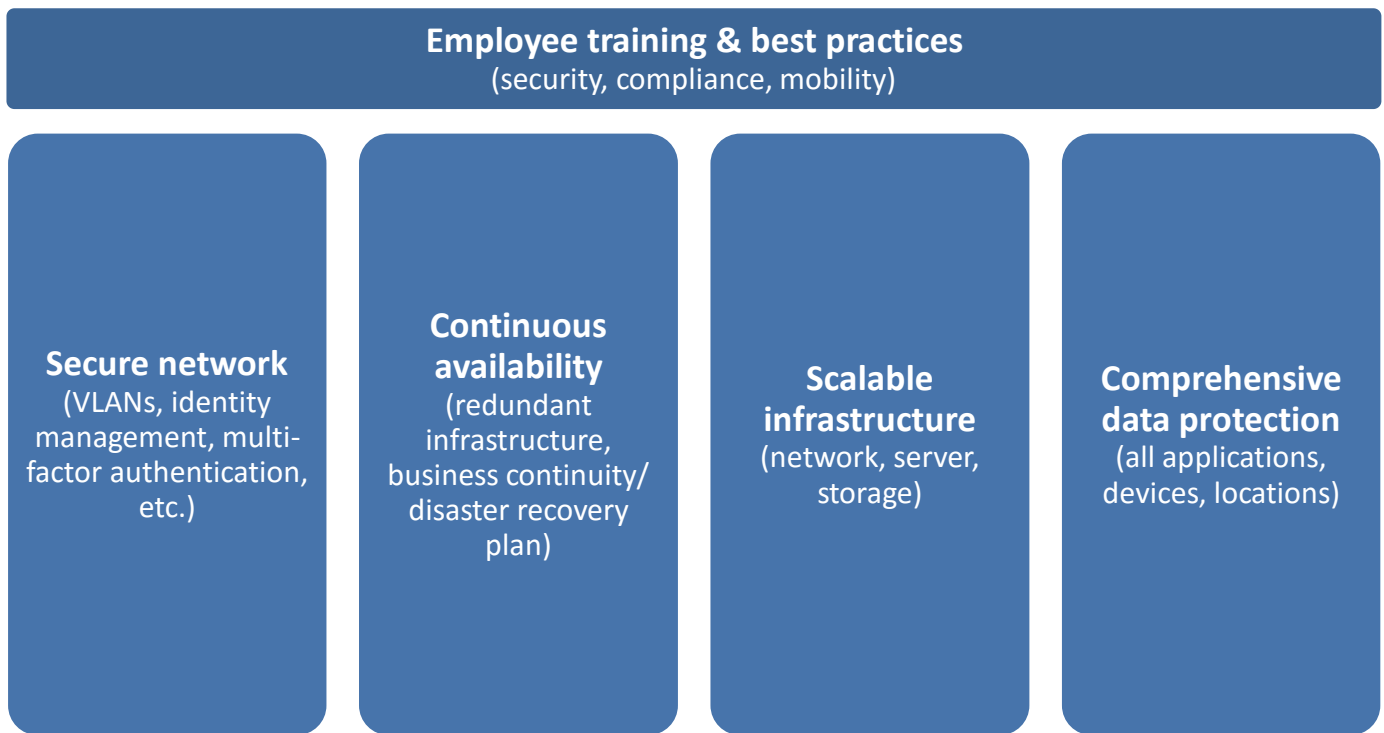 Employee training & best practices
(security, compliance, mobility)
Secure network
(VLANs, identity
management, multi-
factor authentication,
etc.)
Continuous
availability
(redundant
infrastructure,
business continuity/
disaster recovery
plan)
Scalable
infrastructure
(network, server,
storage)
Comprehensive
data protection
(all applications,
devices, locations)